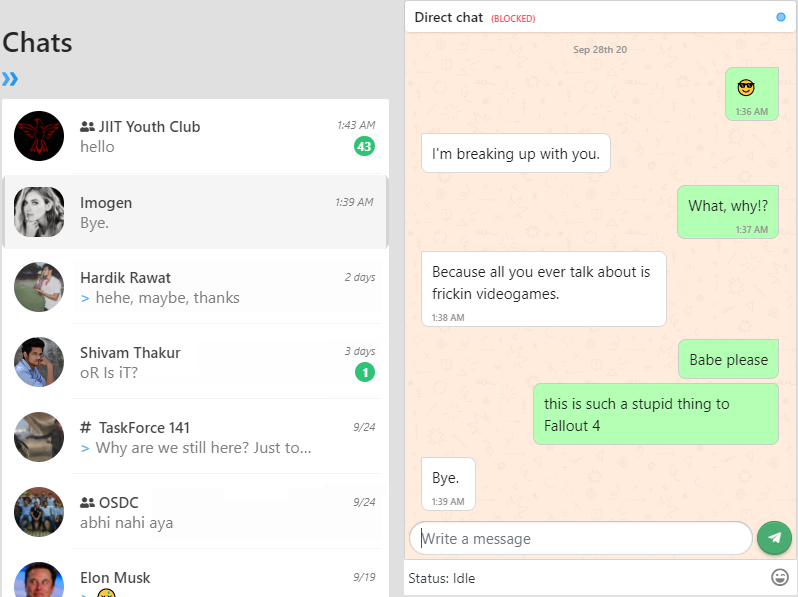 Chats
JIIT Youth Club
1:43 AM
hello
43
Imogen
1:39 AM
Bye.
Hardik Rawat
2 days
> hehe, maybe, thanks
Shivam Thakur
3 days
oR Is iT?
1
# TaskForce 141
9/24
> Why are we still here? Just to...
OSDC
9/24
abhi nahi aya
Elon Musk
9/19
>
Direct chat (BLOCKED)
Sep 28th 20
😎
1:36 AM
I'm breaking up with you.
What, why!?
1:37 AM
Because all you ever talk about is
frickin videogames.
1:38 AM
Babe please
this is such a stupid thing to
Fallout 4
Bye.
1:39 AM
Write a message
Status: Idle